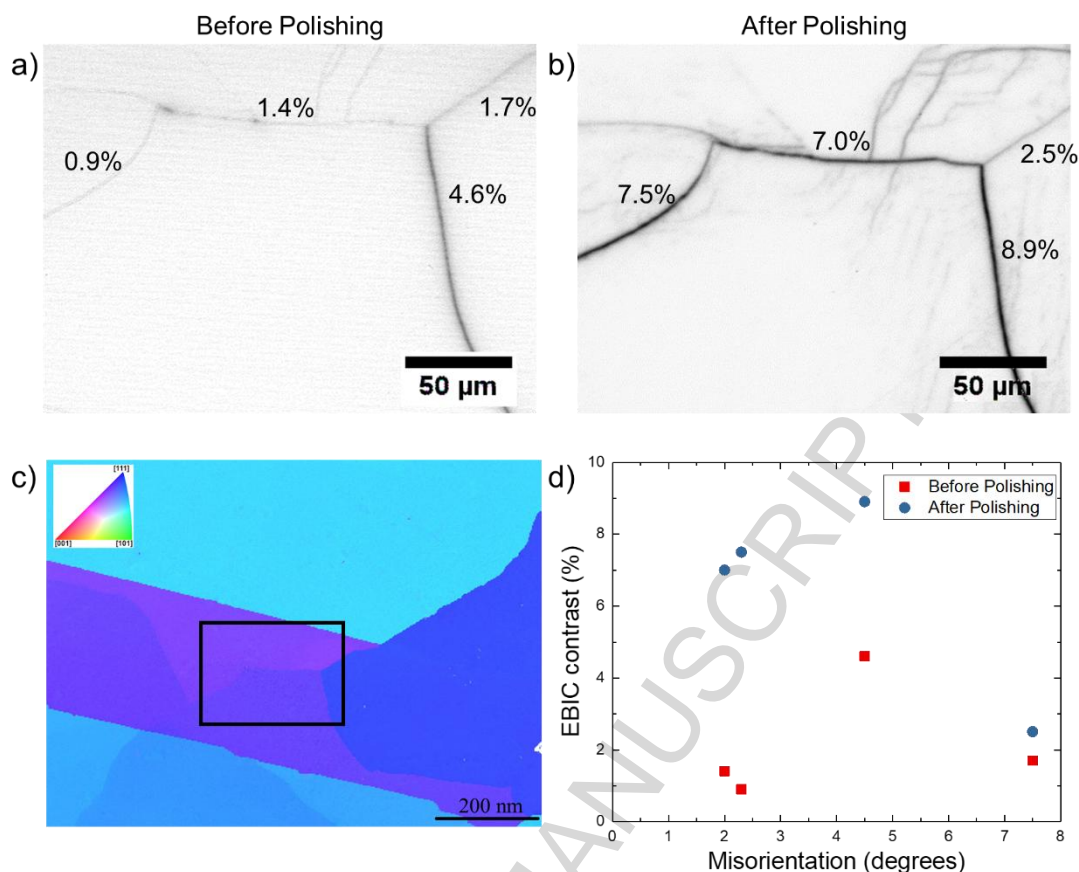 Before Polishing
After Polishing
a)
1.4%
1.7%
0.9%
4.6%
50 µm
b)
7.0%
2.5%
7.5%
8.9%
50 µm
c)
[111]
[001]
[101]
200 nm
d)
10
8
6
4
2
0
EBIC contrast (%)
Before Polishing
After Polishing
0 1 2 3 4 5 6 7 8
Misorientation (degrees)
MANUSCRIP